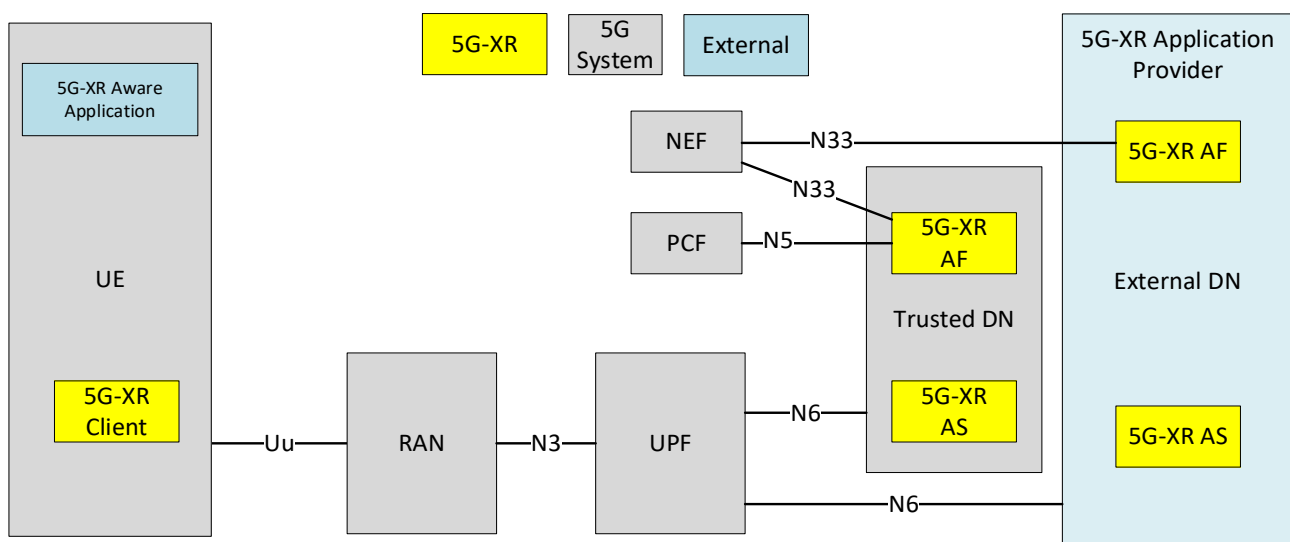 5G-XR
5G
System
External
5G-XR Application
Provider
5G-XR Aware
Application
NEF
N33
5G-XR AF
N33
PCF
N5
5G-XR
AF
UE
External DN
Trusted DN
5G-XR
Client
5G-XR
AS
N6
5G-XR AS
Uu
RAN
N3
UPF
N6